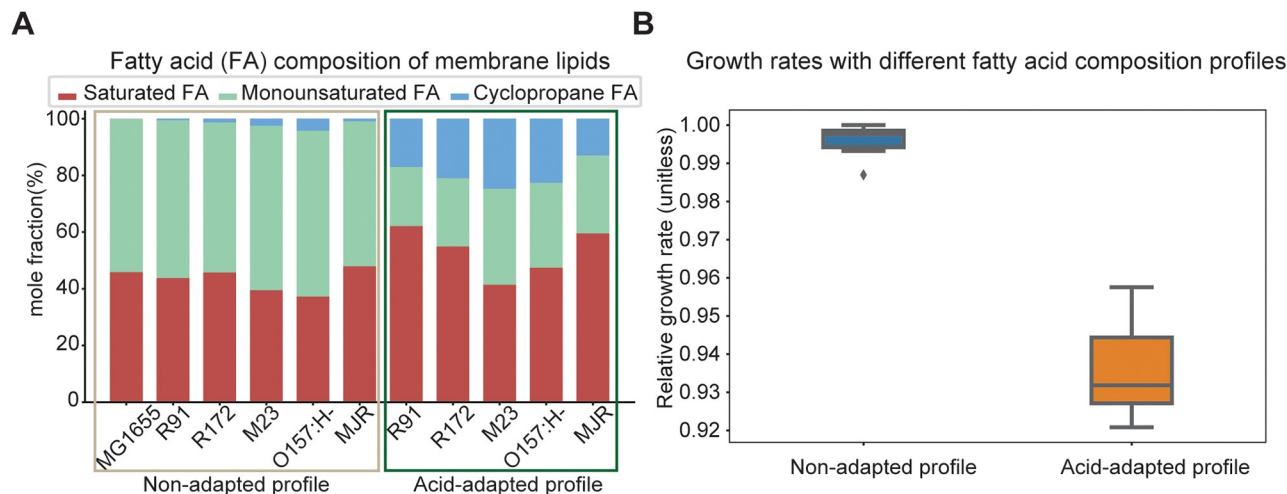 A
Fatty acid (FA) composition of membrane lipids
Saturated FA Monounsaturated FA Cyclopropane FA
mole fraction(%)
100
80
60
40
20
0
MG1655 R91 R172 M23 O157:H- MJR R91 R172 M23 O157:H- MJR
Non-adapted profile Acid-adapted profile
B
Growth rates with different fatty acid composition profiles
Relative growth rate (unitless)
1.00
0.99
0.98
0.97
0.96
0.95
0.94
0.93
0.92
Non-adapted profile Acid-adapted profile